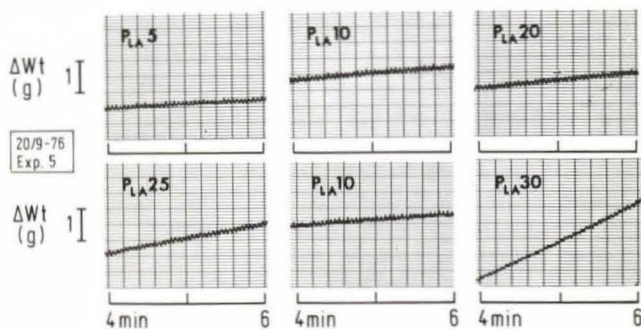 P_LA 5
P_LA 10
P_LA 20
ΔWt
(g)
1
20/9-76
Exp. 5
P_LA 25
P_LA 10
P_LA 30
ΔWt
(g)
1
4min 6
4min 6
4min 6